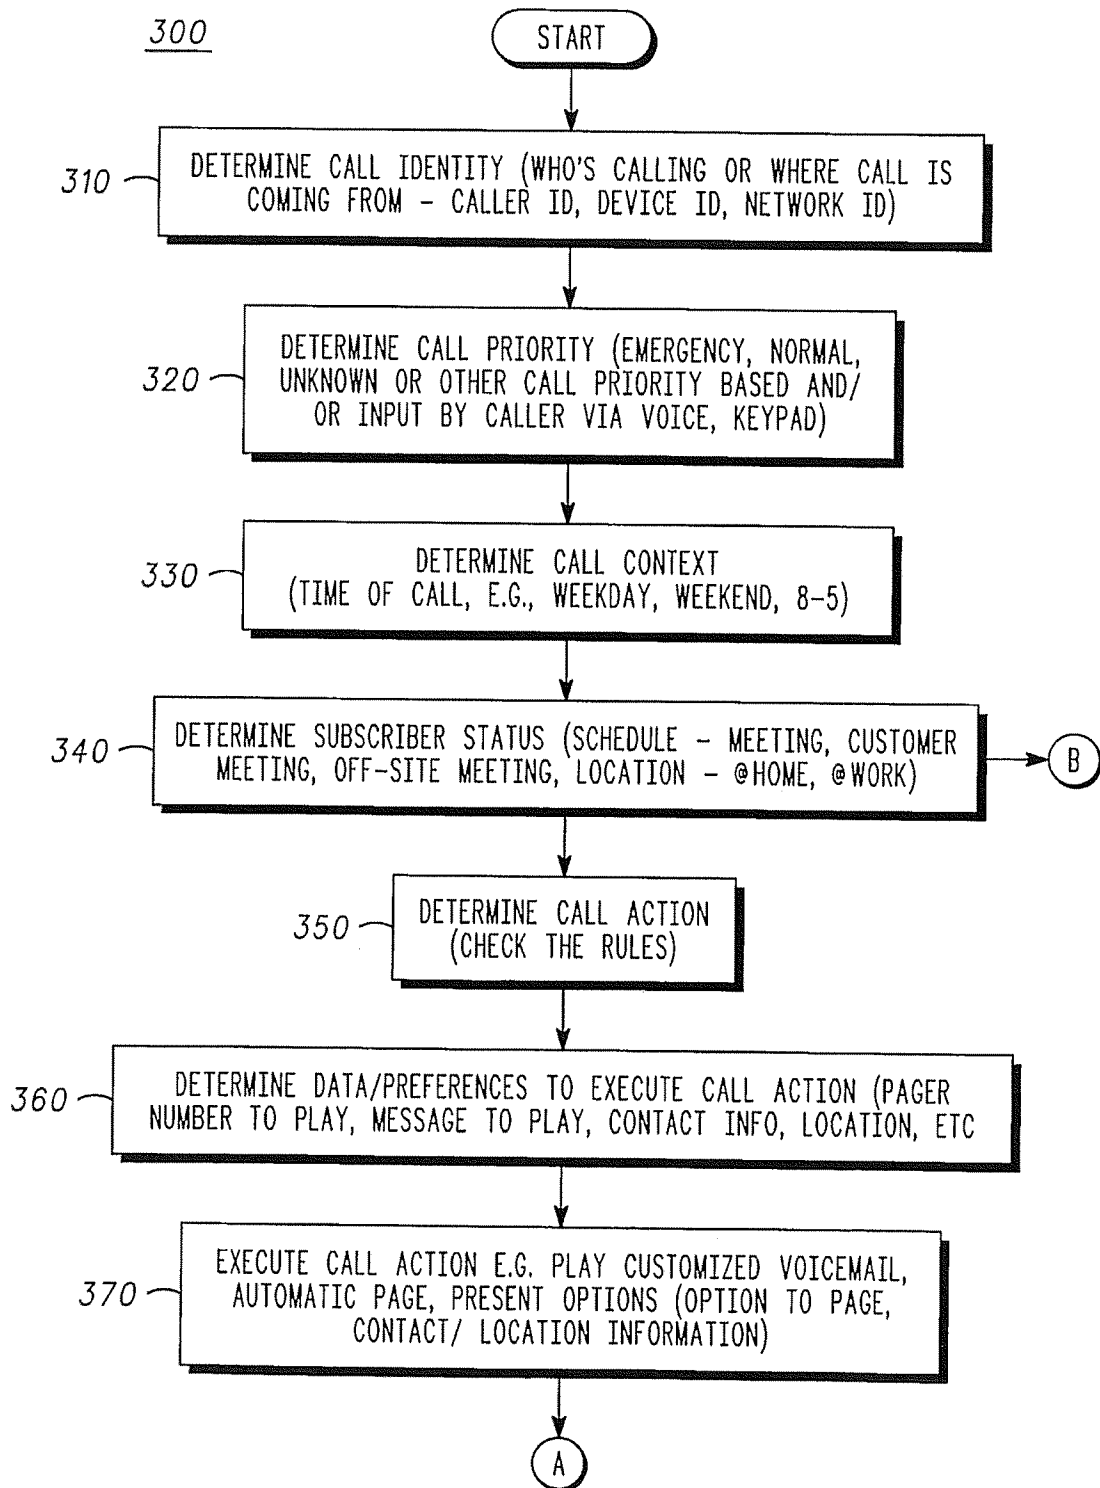 300
START
310
DETERMINE CALL IDENTITY (WHO'S CALLING OR WHERE CALL IS
COMING FROM - CALLER ID, DEVICE ID, NETWORK ID)
320
DETERMINE CALL PRIORITY (EMERGENCY, NORMAL,
UNKNOWN OR OTHER CALL PRIORITY BASED AND/
OR INPUT BY CALLER VIA VOICE, KEYPAD)
330
DETERMINE CALL CONTEXT
(TIME OF CALL, E.G., WEEKDAY, WEEKEND, 8-5)
340
DETERMINE SUBSCRIBER STATUS (SCHEDULE - MEETING, CUSTOMER
MEETING, OFF-SITE MEETING, LOCATION - @HOME, @WORK)
B
350
DETERMINE CALL ACTION
(CHECK THE RULES)
360
DETERMINE DATA/PREFERENCES TO EXECUTE CALL ACTION (PAGER
NUMBER TO PLAY, MESSAGE TO PLAY, CONTACT INFO, LOCATION, ETC
370
EXECUTE CALL ACTION E.G. PLAY CUSTOMIZED VOICEMAIL,
AUTOMATIC PAGE, PRESENT OPTIONS (OPTION TO PAGE,
CONTACT/ LOCATION INFORMATION)
A